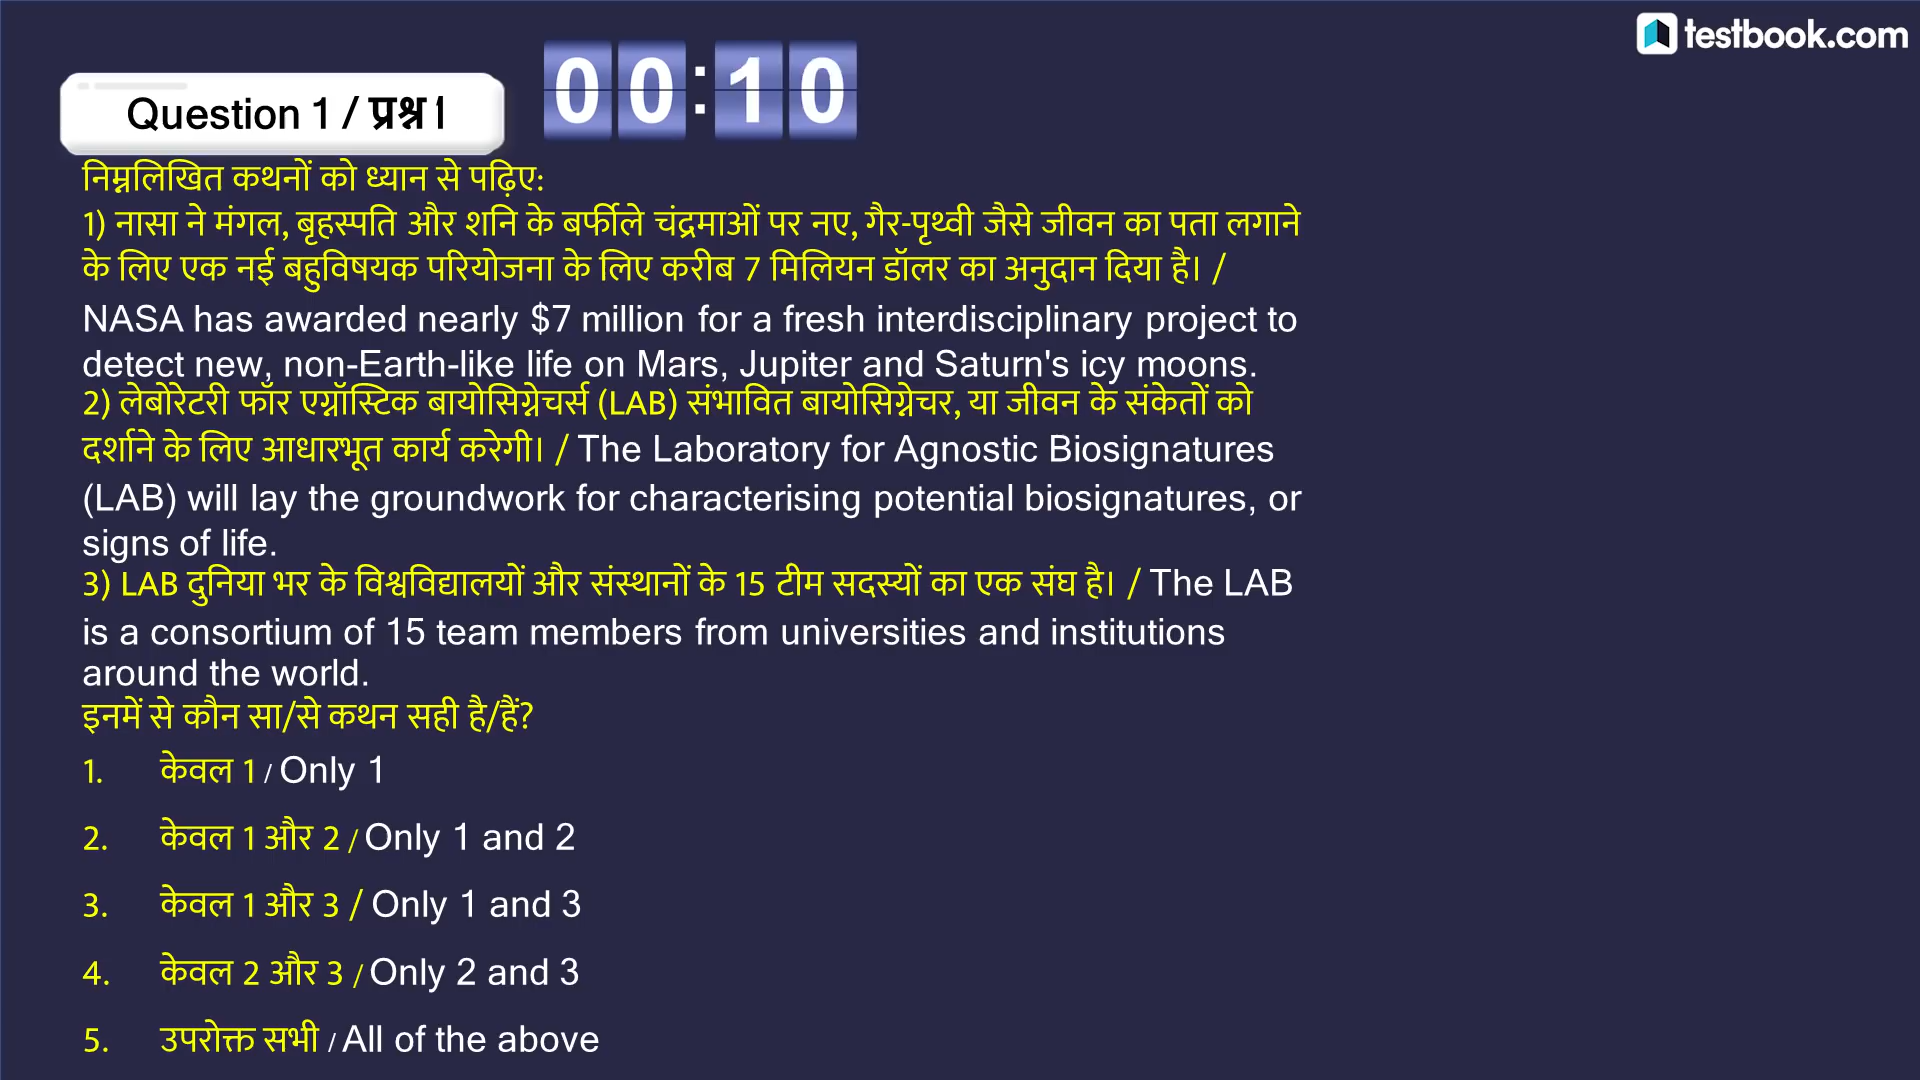 testbook.com
00:10
Question 1 / प्रश्न 1
निम्नलिखित कथनों को ध्यान से पढ़िए:
1) नासा ने मंगल, बृहस्पति और शनि के बर्फीले चंद्रमाओं पर नए, गैर-पृथ्वी जैसे जीवन का पता लगाने
के लिए एक नई बहुविषयक परियोजना के लिए करीब 7 मिलियन डॉलर का अनुदान दिया है। /
NASA has awarded nearly $7 million for a fresh interdisciplinary project to
detect new, non-Earth-like life on Mars, Jupiter and Saturn's icy moons.
2) लेबोरेटरी फॉर एग्नॉस्टिक बायोसिग्नेचर्स (LAB) संभावित बायोसिग्नेचर, या जीवन के संकेतों को
दर्शाने के लिए आधारभूत कार्य करेगी। / The Laboratory for Agnostic Biosignatures
(LAB) will lay the groundwork for characterising potential biosignatures, or
signs of life.
3) LAB दुनिया भर के विश्वविद्यालयों और संस्थानों के 15 टीम सदस्यों का एक संघ है। / The LAB
is a consortium of 15 team members from universities and institutions
around the world.
इनमें से कौन सा/से कथन सही है/हैं?
1. केवल 1 / Only 1
2. केवल 1 और 2 / Only 1 and 2
3. केवल 1 और 3 / Only 1 and 3
4. केवल 2 और 3 / Only 2 and 3
5. उपरोक्त सभी / All of the above